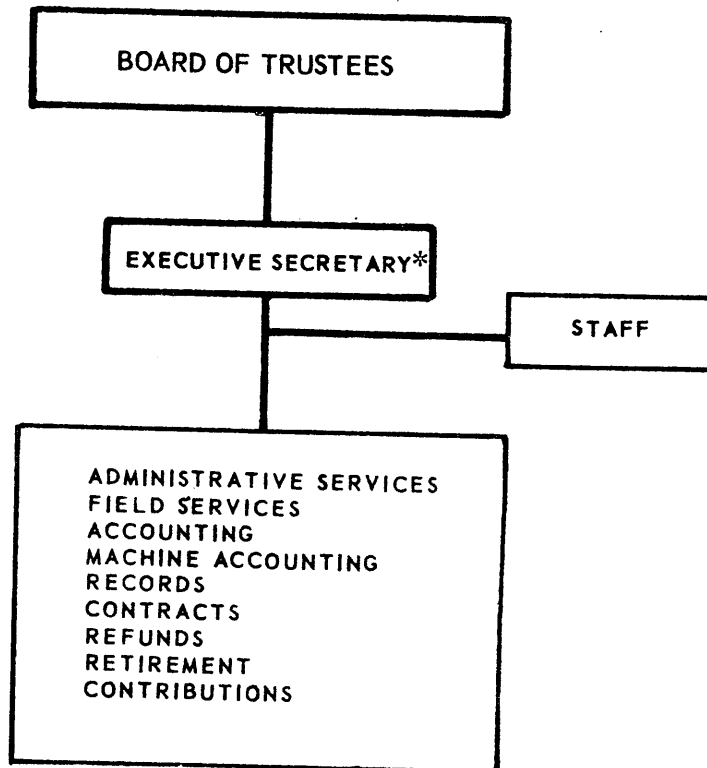 BOARD OF TRUSTEES
EXECUTIVE SECRETARY*
STAFF
ADMINISTRATIVE SERVICES
FIELD SERVICES
ACCOUNTING
MACHINE ACCOUNTING
RECORDS
CONTRACTS
REFUNDS
RETIREMENT
CONTRIBUTIONS